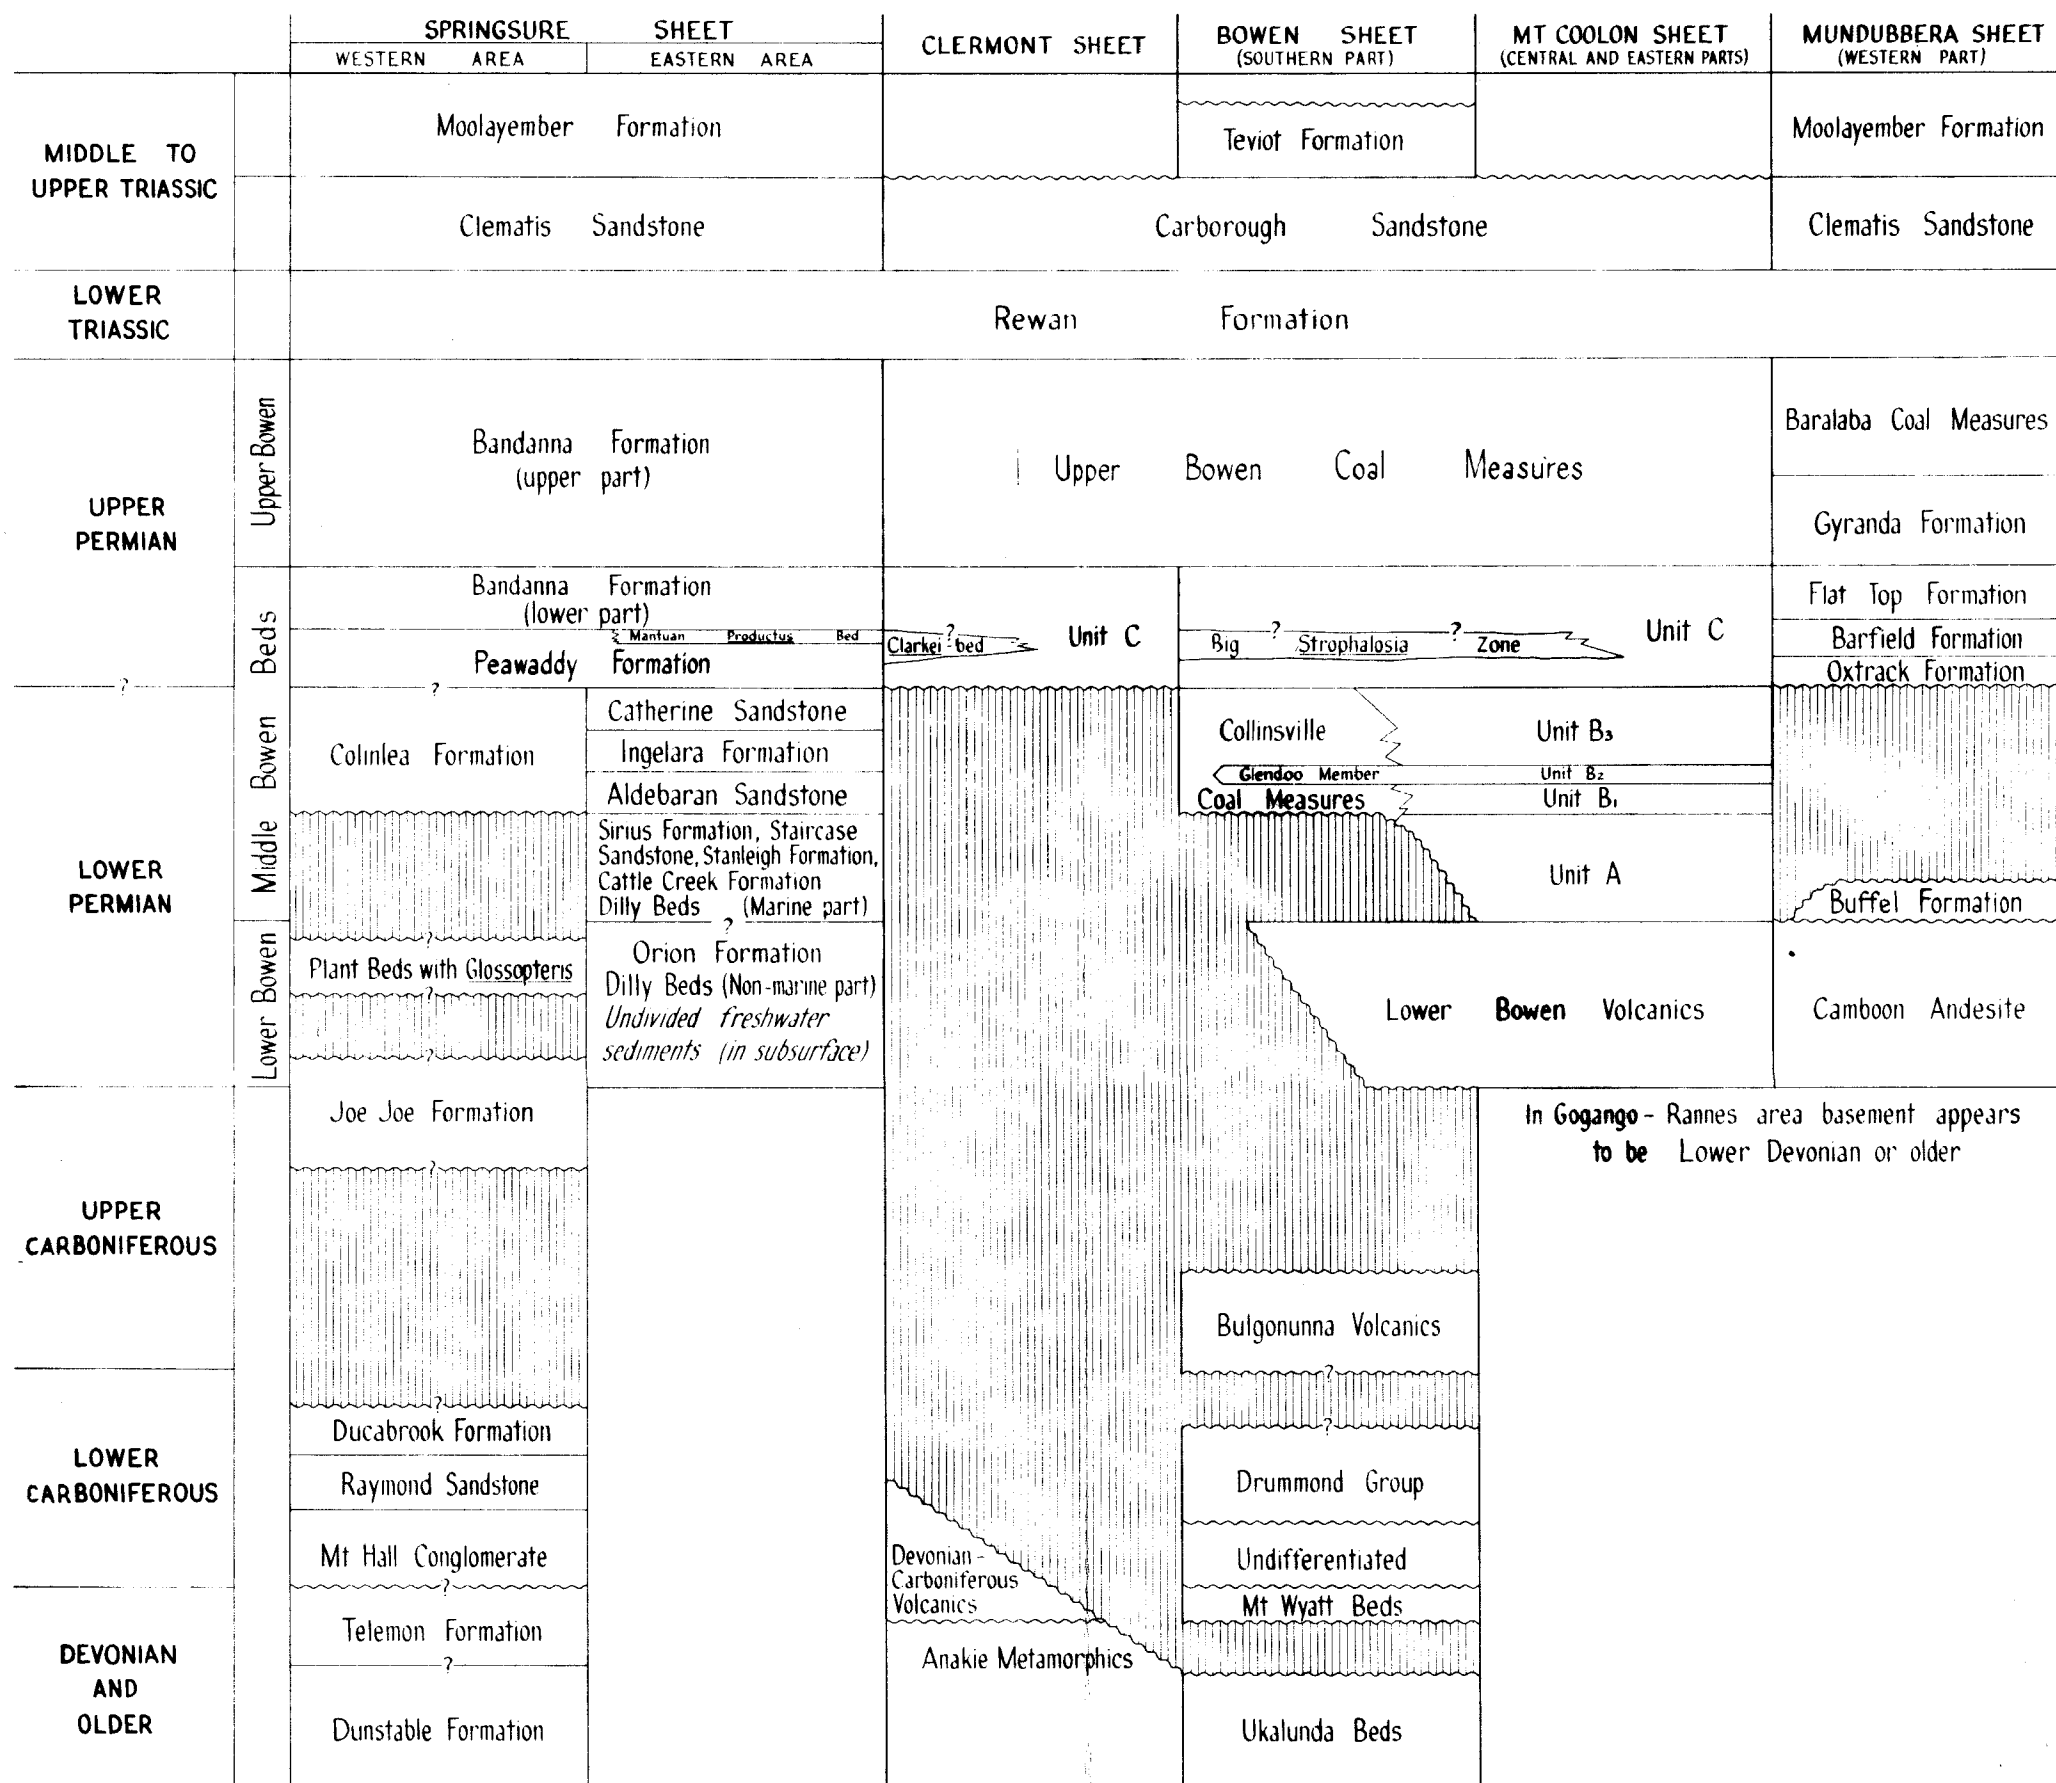 SPRINGSURE SHEET
WESTERN AREA
EASTERN AREA
CLERMONT SHEET
BOWEN SHEET
(SOUTHERN PART)
MT COOLON SHEET
(CENTRAL AND EASTERN PARTS)
MUNDUBBERA SHEET
(WESTERN PART)
MIDDLE TO
UPPER TRIASSIC
Moolayember Formation
Teviot Formation
Moolayember Formation
Clematis Sandstone
Carborough Sandstone
Clematis Sandstone
LOWER
TRIASSIC
Rewan Formation
UPPER
PERMIAN
Upper Bowen
Bandanna Formation
(upper part)
Upper Bowen Coal Measures
Baralaba Coal Measures
Gyranda Formation
Middle Bowen Beds
Bandanna Formation
(lower part)
? Mantuan Productus Bed
Peawaddy Formation
?
Clarkei-bed
Unit C
? ?
Big Strophalosia Zone
Unit C
Flat Top Formation
Barfield Formation
Oxtrack Formation
?
?
LOWER
PERMIAN
Colinlea Formation
Catherine Sandstone
Ingelara Formation
Aldebaran Sandstone
Collinsville
Unit B3
Glendoo Member
Unit B2
Coal Measures
Unit B1
Sirius Formation, Staircase
Sandstone, Stanleigh Formation,
Cattle Creek Formation
Dilly Beds (Marine part)
?
Unit A
Buffel Formation
Lower Bowen
?
Plant Beds with Glossopteris
?
?
Orion Formation
Dilly Beds (Non-marine part)
Undivided freshwater
sediments (in subsurface)
Lower Bowen Volcanics
Camboon Andesite
Joe Joe Formation
?
In Gogango - Rannes area basement appears
to be Lower Devonian or older
UPPER
CARBONIFEROUS
Bulgonunna Volcanics
?
?
LOWER
CARBONIFEROUS
?
Ducabrook Formation
Raymond Sandstone
Mt Hall Conglomerate
?
Drummond Group
Undifferentiated
Mt Wyatt Beds
Devonian-
Carboniferous
Volcanics
DEVONIAN
AND
OLDER
Telemon Formation
?
Dunstable Formation
Anakie Metamorphics
Ukalunda Beds